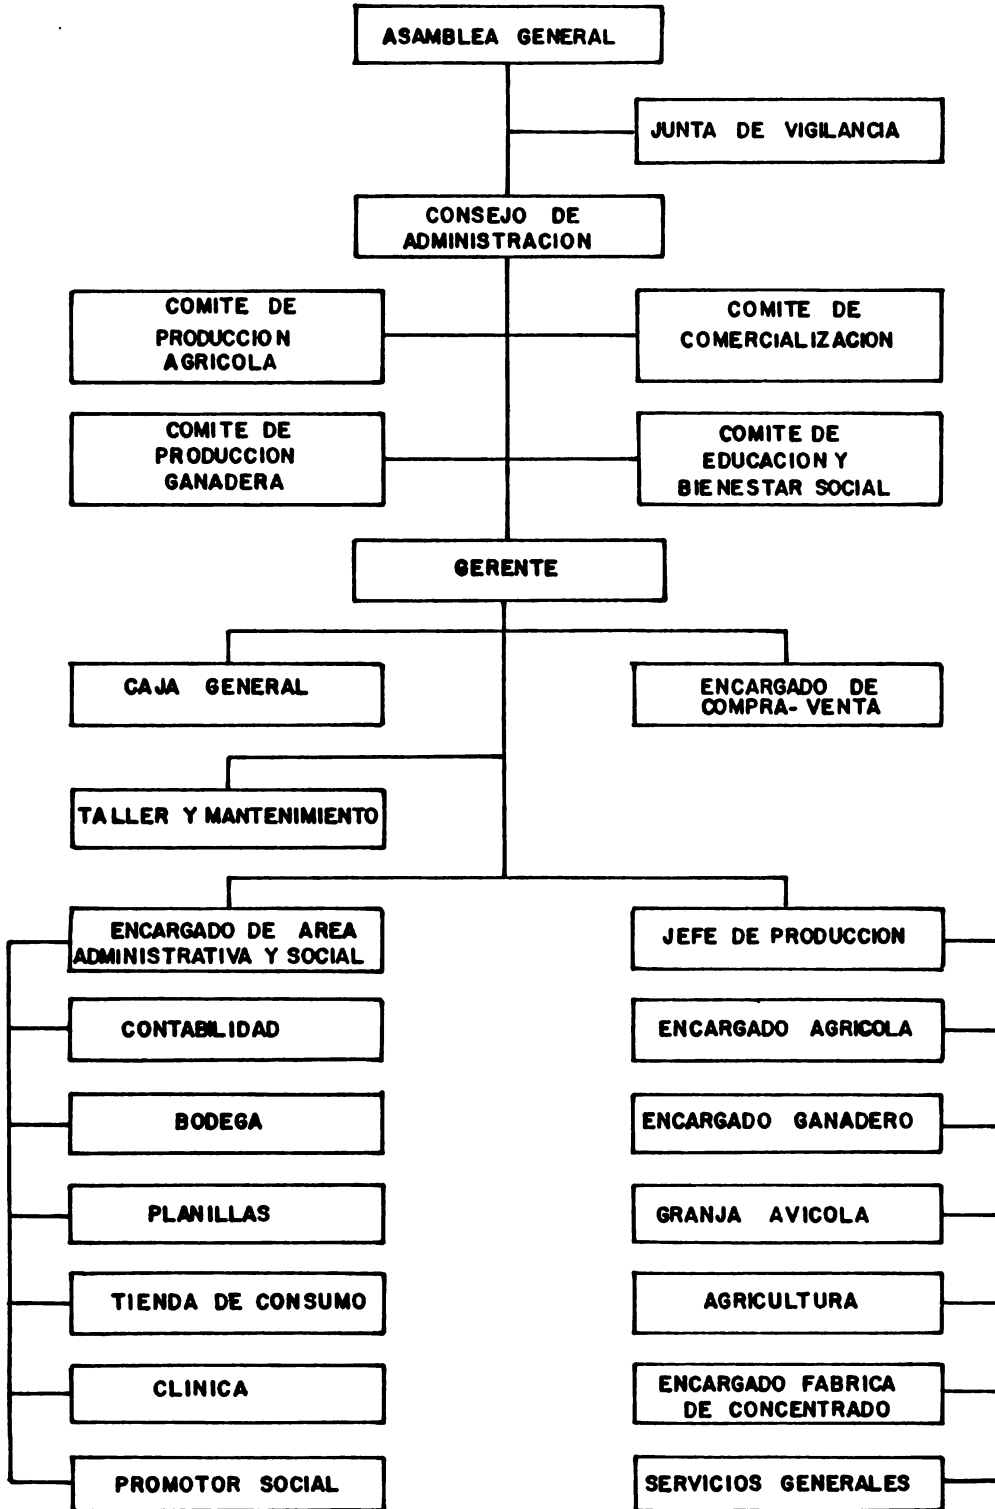 ASAMBLEA GENERAL
JUNTA DE VIGILANCIA
CONSEJO DE
ADMINISTRACION
COMITE DE
PRODUCCION
AGRICOLA
COMITE DE
COMERCIALIZACION
COMITE DE
PRODUCCION
GANADERA
COMITE DE
EDUCACION Y
BIENESTAR SOCIAL
GERENTE
CAJA GENERAL
ENCARGADO DE
COMPRA-VENTA
TALLER Y MANTENIMIENTO
ENCARGADO DE AREA
ADMINISTRATIVA Y SOCIAL
JEFE DE PRODUCCION
CONTABILIDAD
ENCARGADO AGRICOLA
BODEGA
ENCARGADO GANADERO
PLANILLAS
GRANJA AVICOLA
TIENDA DE CONSUMO
AGRICULTURA
CLINICA
ENCARGADO FABRICA
DE CONCENTRADO
PROMOTOR SOCIAL
SERVICIOS GENERALES